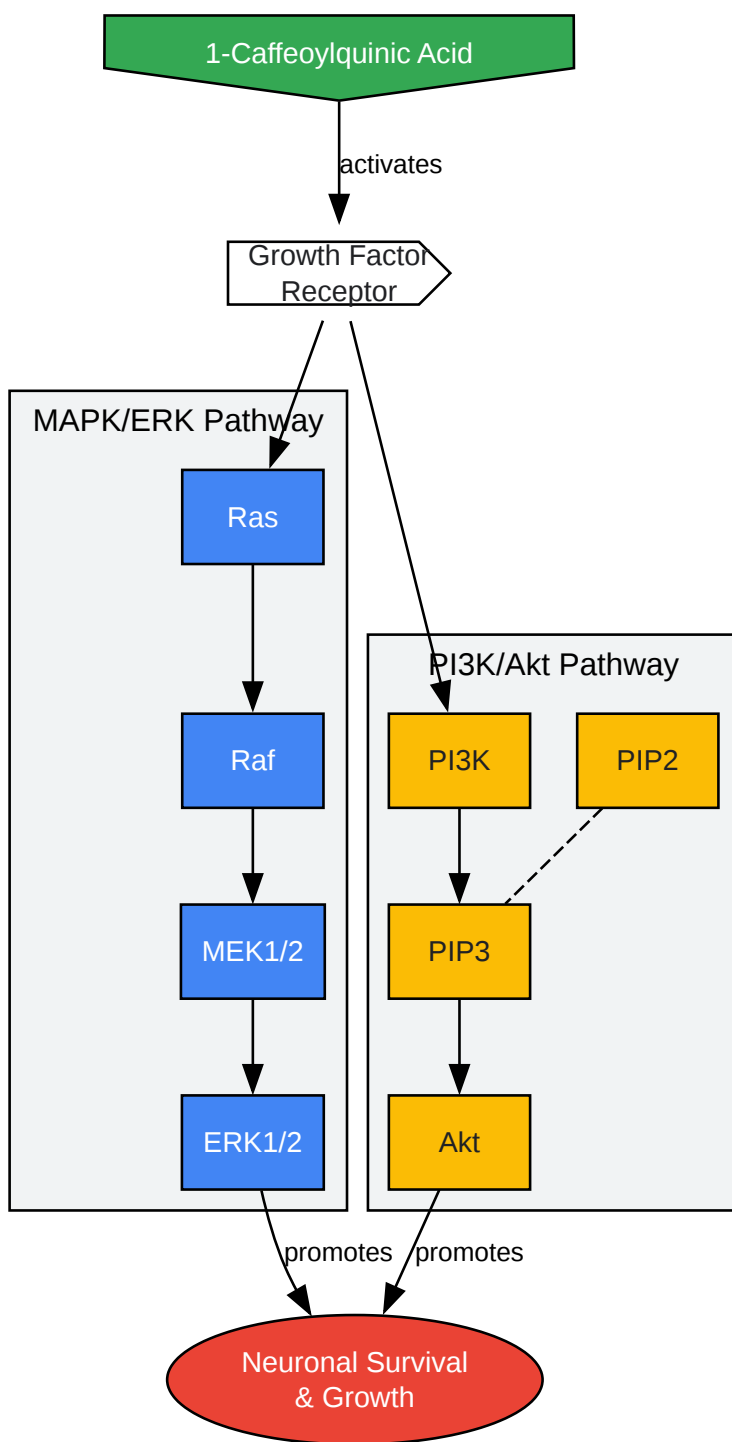 1-Caffeoylquinic Acid
activates
Growth Factor
Receptor
MAPK/ERK Pathway
Ras
PI3K/Akt Pathway
Raf
PI3K
PIP2
MEK1/2
PIP3
ERK1/2
Akt
promotes
promotes
Neuronal Survival
& Growth